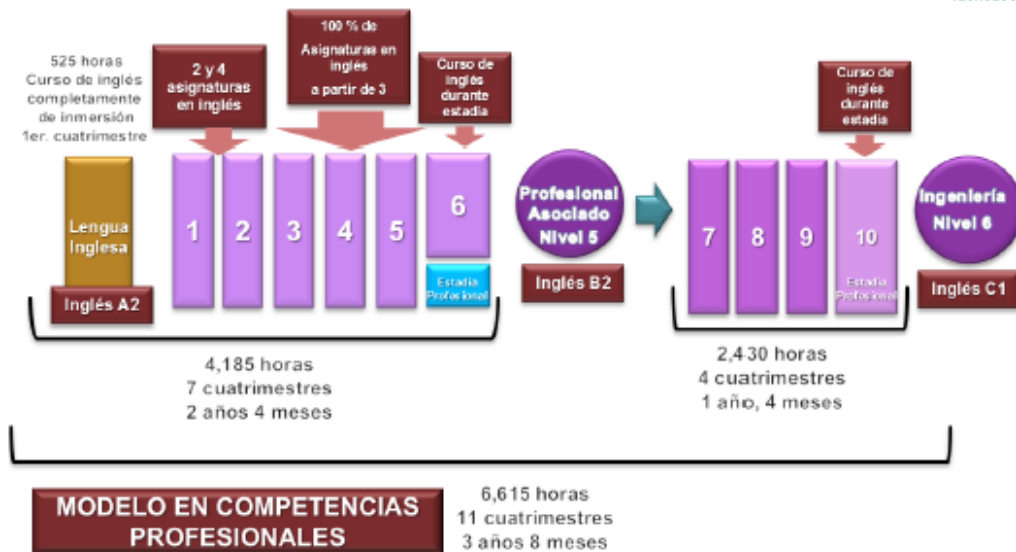 525 horas
Curso de inglés
completamente
de inmersión
1er. cuatrimestre
2 y 4
asignaturas
en inglés
100 % de
Asignaturas en
inglés
a partir de 3
Curso de
inglés
durante
estadia
Curso de
inglés
durante
estadia
Lengua
Inglesa
Inglés A2
1
2
3
4
5
6
Estadia
Profesional
Profesional
Asociado
Nivel 5
Inglés B2
7
8
9
10
Estadia
Profesional
Ingeniería
Nivel 6
Inglés C1
4,185 horas
7 cuatrimestres
2 años 4 meses
2,430 horas
4 cuatrimestres
1 año, 4 meses
MODELO EN COMPETENCIAS
PROFESIONALES
6,615 horas
11 cuatrimestres
3 años 8 meses